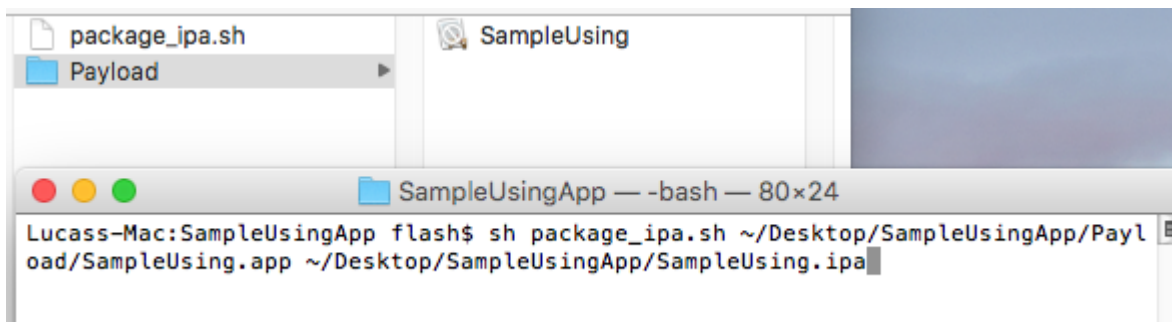 package_ipa.sh
SampleUsing
Payload
SampleUsingApp — -bash — 80×24
Lucass-Mac:SampleUsingApp flash$ sh package_ipa.sh ~/Desktop/SampleUsingApp/Payl
oad/SampleUsing.app ~/Desktop/SampleUsingApp/SampleUsing.ipa